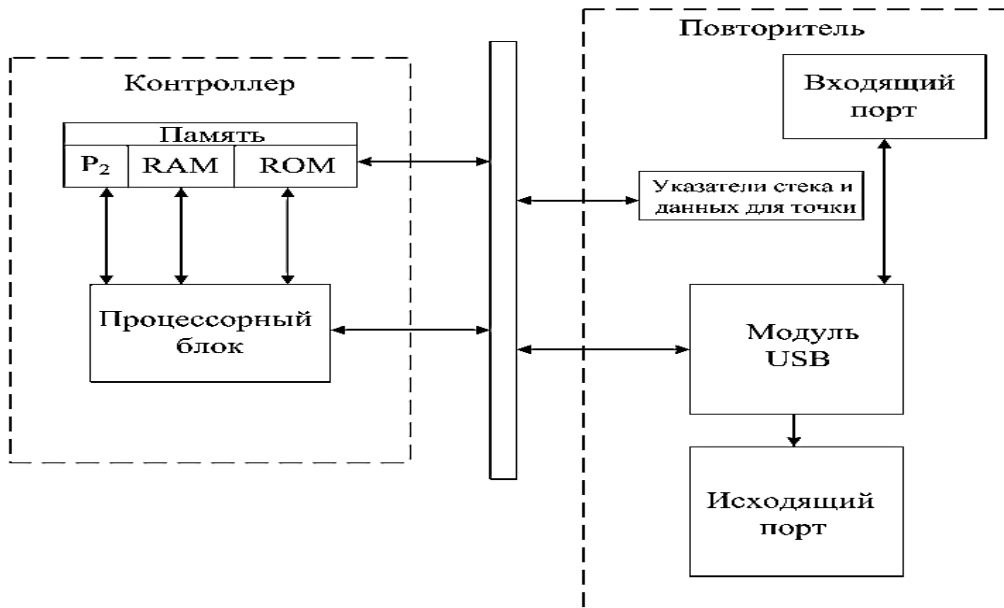 Контроллер
Память
P₂ RAM ROM
Процессорный
блок
Повторитель
Входящий
порт
Указатели стека и
данных для точки
Модуль
USB
Исходящий
порт